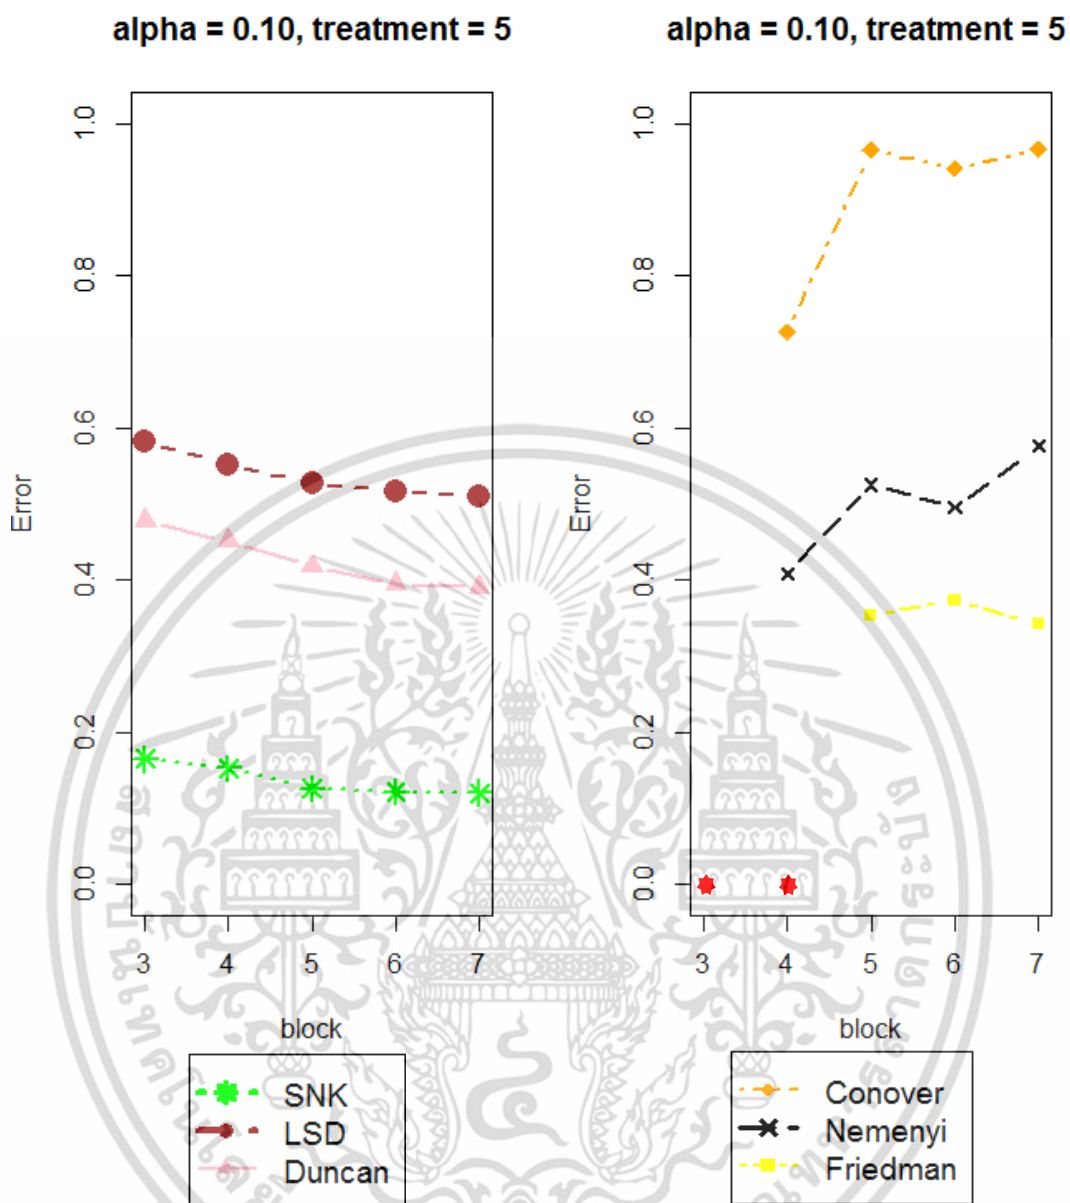 alpha = 0.10, treatment = 5
Error
1.0
0.8
0.6
0.4
0.2
0.0
3 4 5 6 7
block
SNK
LSD
Duncan
alpha = 0.10, treatment = 5
Error
1.0
0.8
0.6
0.4
0.2
0.0
3 4 5 6 7
block
Conover
Nemenyi
Friedman